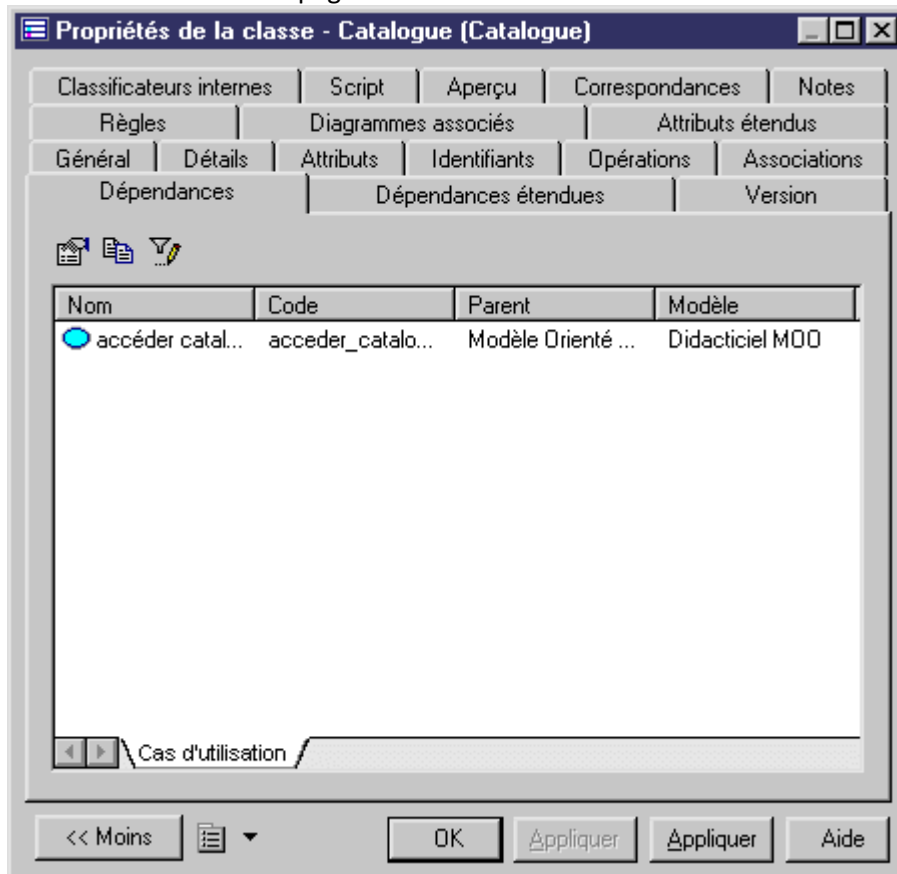 Propriétés de la classe - Catalogue (Catalogue)
Classificateurs internes Script Aperçu Correspondances Notes
Règles Diagrammes associés Attributs étendus
Général Détails Attributs Identifiants Opérations Associations
Dépendances Dépendances étendues Version
Nom Code Parent Modèle
accéder catal... acceder_catalo... Modèle Orienté ... Didacticiel MOO
Cas d'utilisation
<< Moins OK Appliquer Appliquer Aide